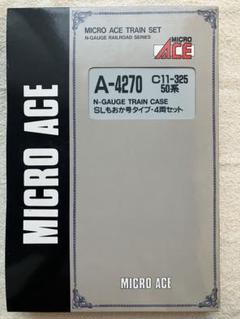 MICRO ACE TRAIN SET
N-GAUGE RAILROAD SERIES
MICRO
ACE
A-4270 C11-325
50系
N-GAUGE TRAIN CASE
SLもおか号タイプ・4両セット
MICRO ACE
MICRO ACE